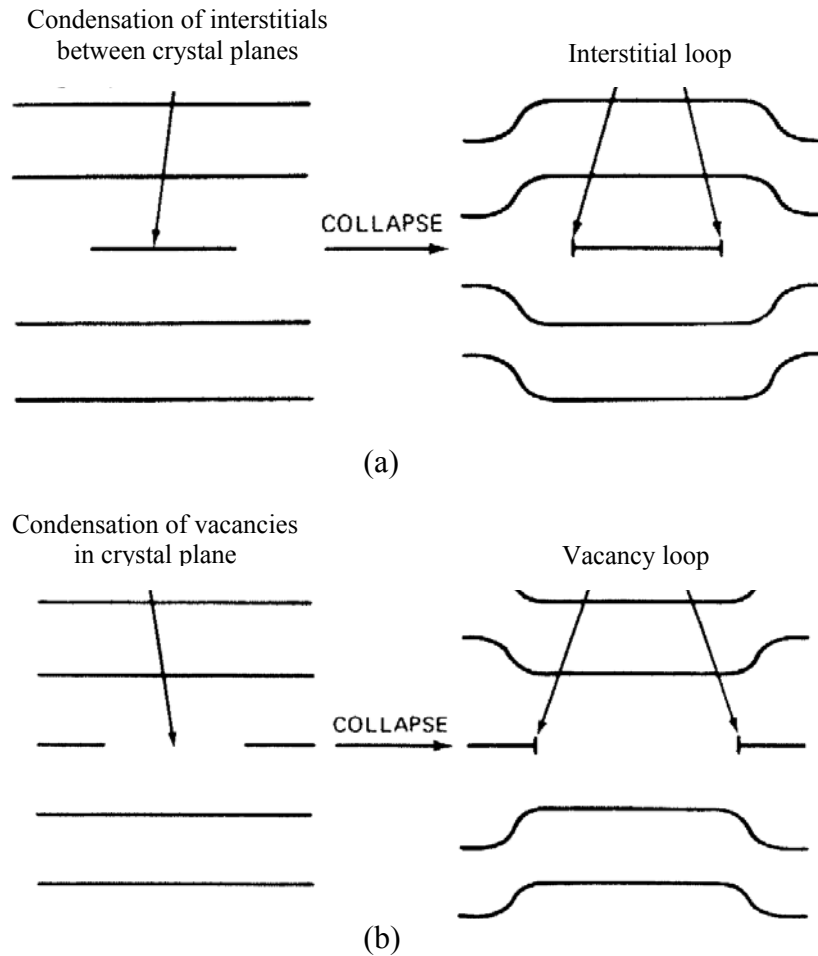 Condensation of interstitials
between crystal planes
Interstitial loop
COLLAPSE
(a)
Condensation of vacancies
in crystal plane
Vacancy loop
COLLAPSE
(b)